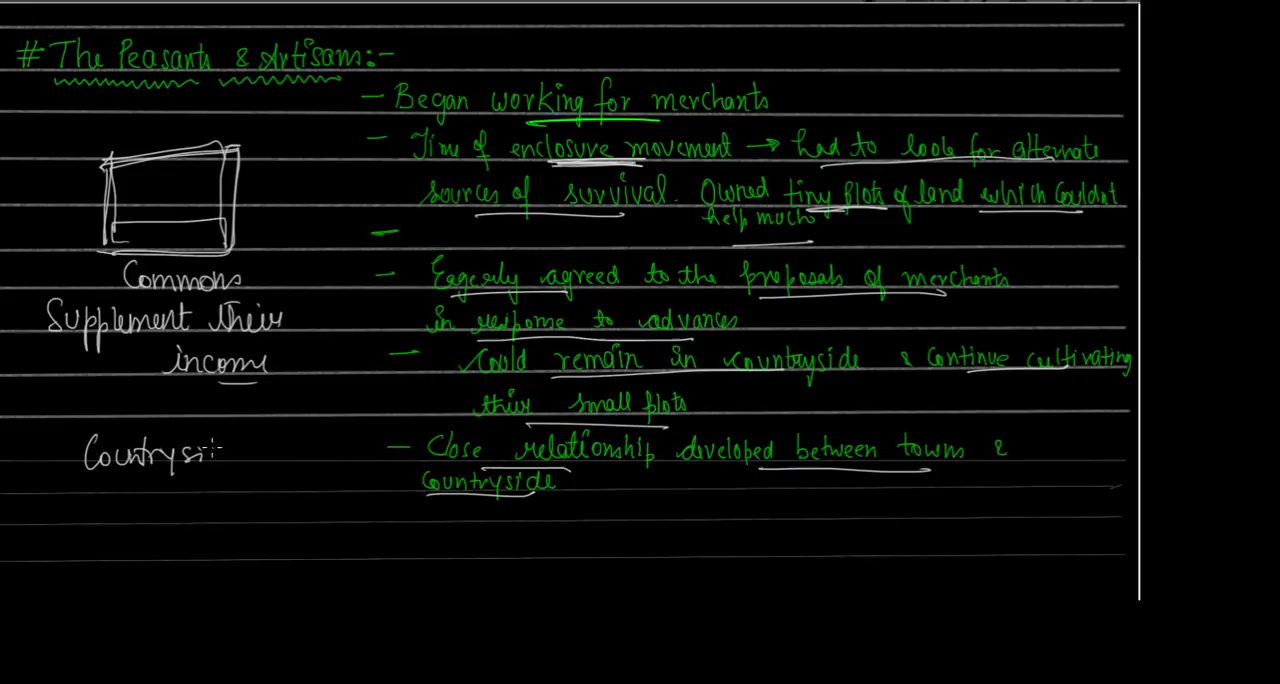 # The Peasants & Artisans:-
- Began working for merchants
- Time of enclosure movement → had to look for alternate
sources of survival. Owned tiny plots of land which couldn't
help much
-
Commons
Supplement their
income
- Eagerly agreed to the proposals of merchants
in response to advances
- Could remain in countryside & continue cultivating
their small plots
Countrysi
- Close relationship developed between towns &
countryside